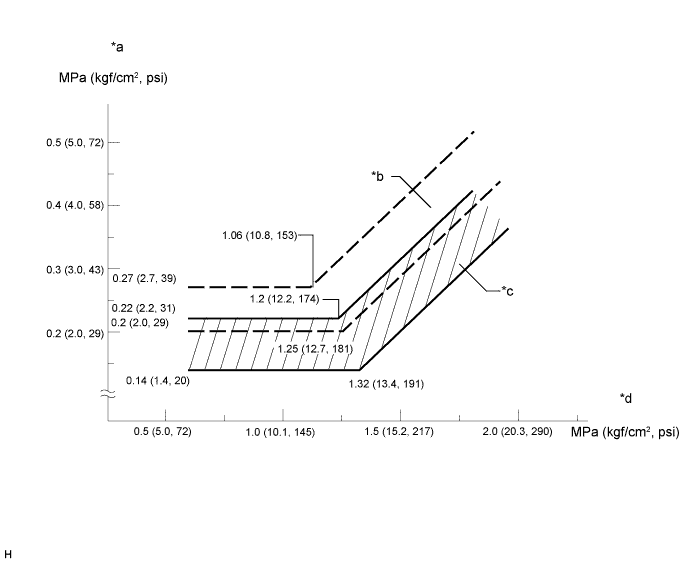 *a
MPa (kgf/cm², psi)
0.5 (5.0, 72)
*b
0.4 (4.0, 58)
1.06 (10.8, 153)
0.3 (3.0, 43)
0.27 (2.7, 39)
*c
1.2 (12.2, 174)
0.22 (2.2, 31)
0.2 (2.0, 29)
0.2 (2.0, 29)
1.25 (12.7, 181)
0.14 (1.4, 20)
1.32 (13.4, 191)
*d
0.5 (5.0, 72)
1.0 (10.1, 145)
1.5 (15.2, 217)
2.0 (20.3, 290)
MPa (kgf/cm², psi)
H